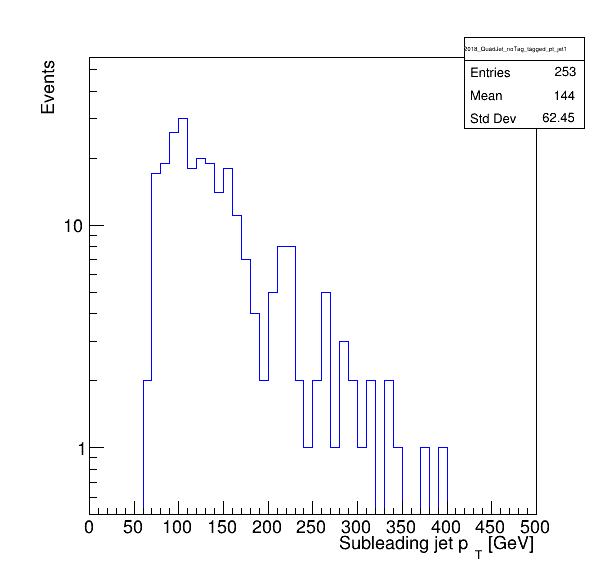 2018_QuadJet_noTag_tagged_pt_jet1
Entries 253
Mean 144
Std Dev 62.45
Events
10
1
0 50 100 150 200 250 300 350 400 450 500
Subleading jet p T [GeV]